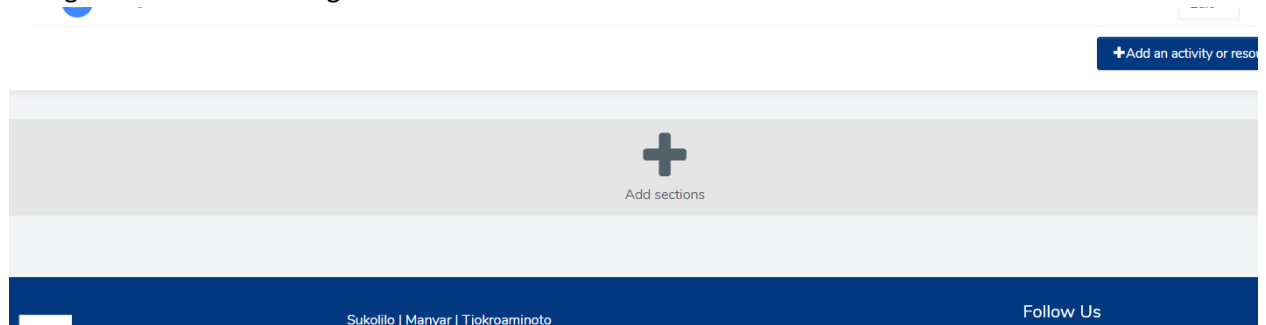 +Add an activity or resou
Add sections
Sukolilo | Manyar | Tjokroaminoto
Follow Us